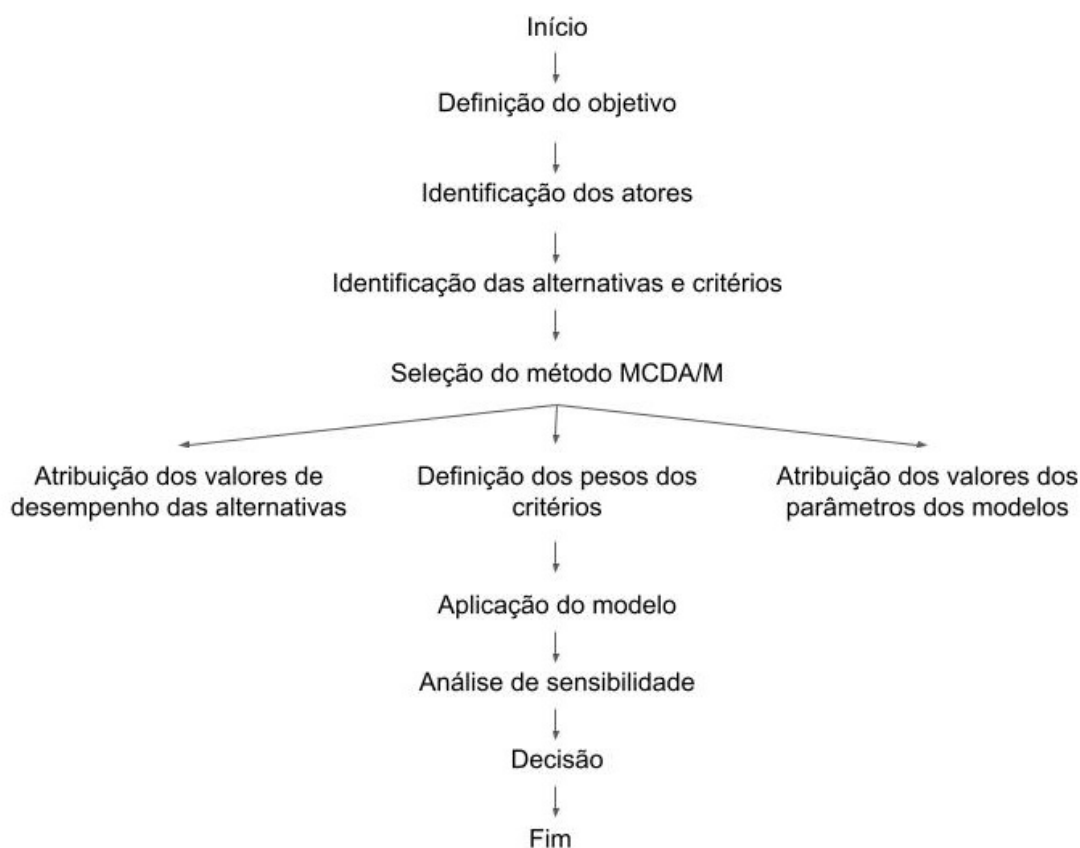 Início
Definição do objetivo
Identificação dos atores
Identificação das alternativas e critérios
Seleção do método MCDA/M
Atribuição dos valores de
desempenho das alternativas
Definição dos pesos dos
critérios
Atribuição dos valores dos
parâmetros dos modelos
Aplicação do modelo
Análise de sensibilidade
Decisão
Fim